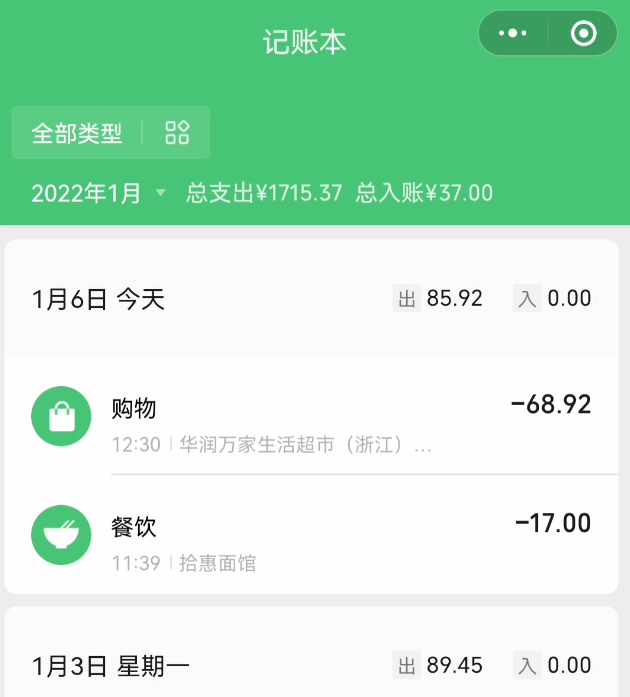 记账本
全部类型
2022年1月 总支出¥1715.37 总入账¥37.00
1月6日 今天 出 85.92 入 0.00
购物 -68.92
12:30 华润万家生活超市（浙江）...
餐饮 -17.00
11:39 拾惠面馆
1月3日 星期一 出 89.45 入 0.00